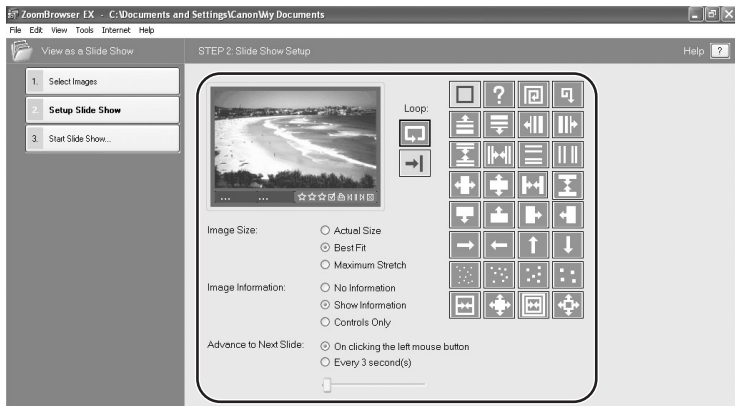 ZoomBrowser EX - C:\Documents and Settings\Canon\My Documents
File Edit View Tools Internet Help
View as a Slide Show
STEP 2: Slide Show Setup
Help ?
1. Select Images
2. Setup Slide Show
3. Start Slide Show...
Loop:
?
... ...
Image Size:
Actual Size
Best Fit
Maximum Stretch
Image Information:
No Information
Show Information
Controls Only
Advance to Next Slide:
On clicking the left mouse button
Every 3 second(s)